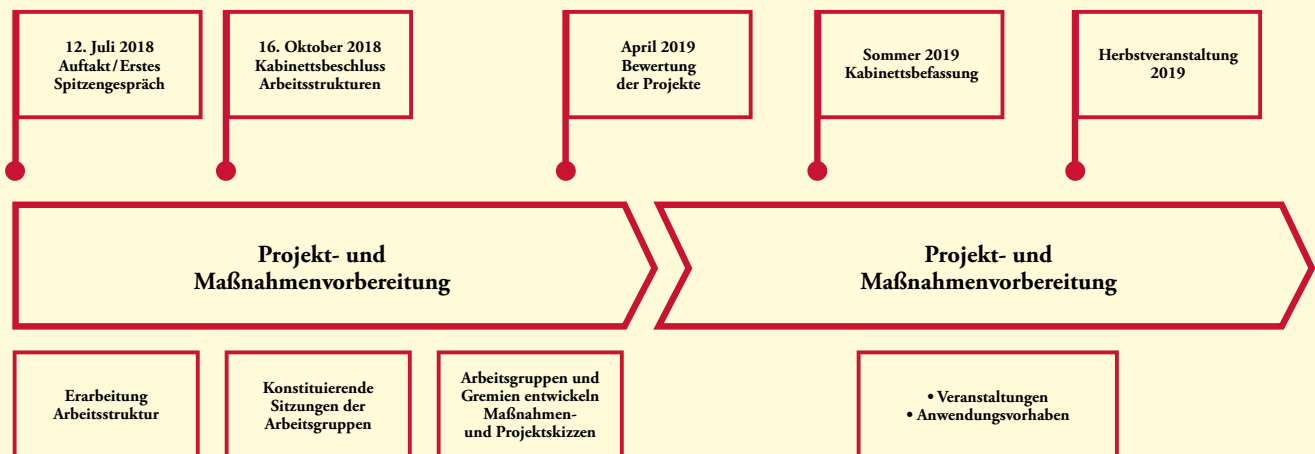 12. Juli 2018
Auftakt/Erstes
Spitzengespräch
16. Oktober 2018
Kabinettsbeschluss
Arbeitsstrukturen
April 2019
Bewertung
der Projekte
Sommer 2019
Kabinettsbefassung
Herbstveranstaltung
2019
Projekt- und
Maßnahmenvorbereitung
Projekt- und
Maßnahmenvorbereitung
Erarbeitung
Arbeitsstruktur
Konstituierende
Sitzungen der
Arbeitsgruppen
Arbeitsgruppen und
Gremien entwickeln
Maßnahmen-
und Projektskizzen
• Veranstaltungen
• Anwendungsvorhaben